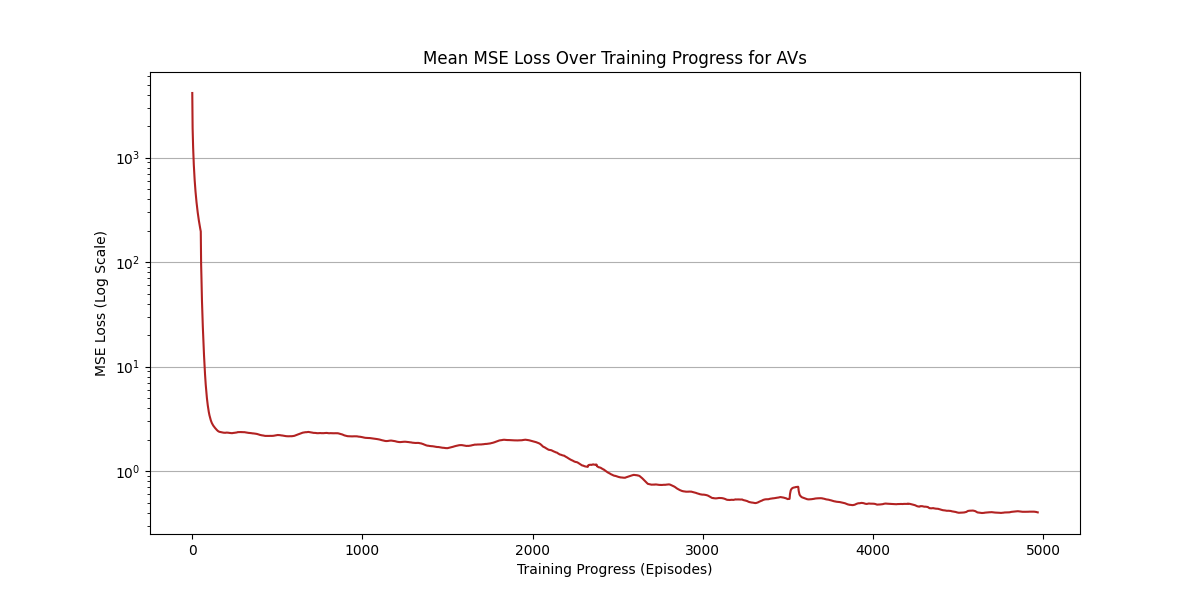 Mean MSE Loss Over Training Progress for AVs
MSE Loss (Log Scale)
10³
10²
10¹
10⁰
0 1000 2000 3000 4000 5000
Training Progress (Episodes)